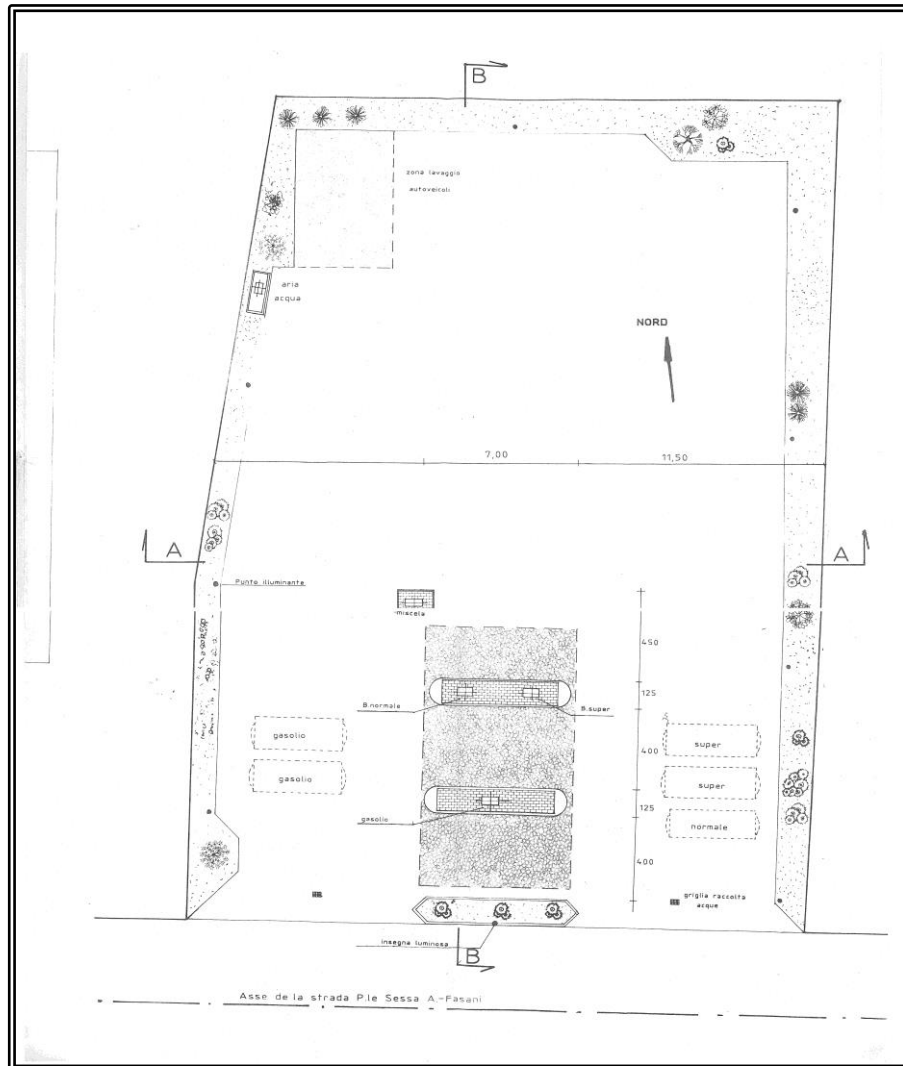 B
zona lavaggio
autoveicoli
aria
acqua
NORD
7,00
11,50
A
A
Punto illuminante
miscela
450
B.normale
B.super
125
gasolio
super
400
gasolio
super
gasolio
125
normale
400
griglia raccolta
acque
insegna luminosa
B
Asse de la strada P.le Sessa A.-Fasani